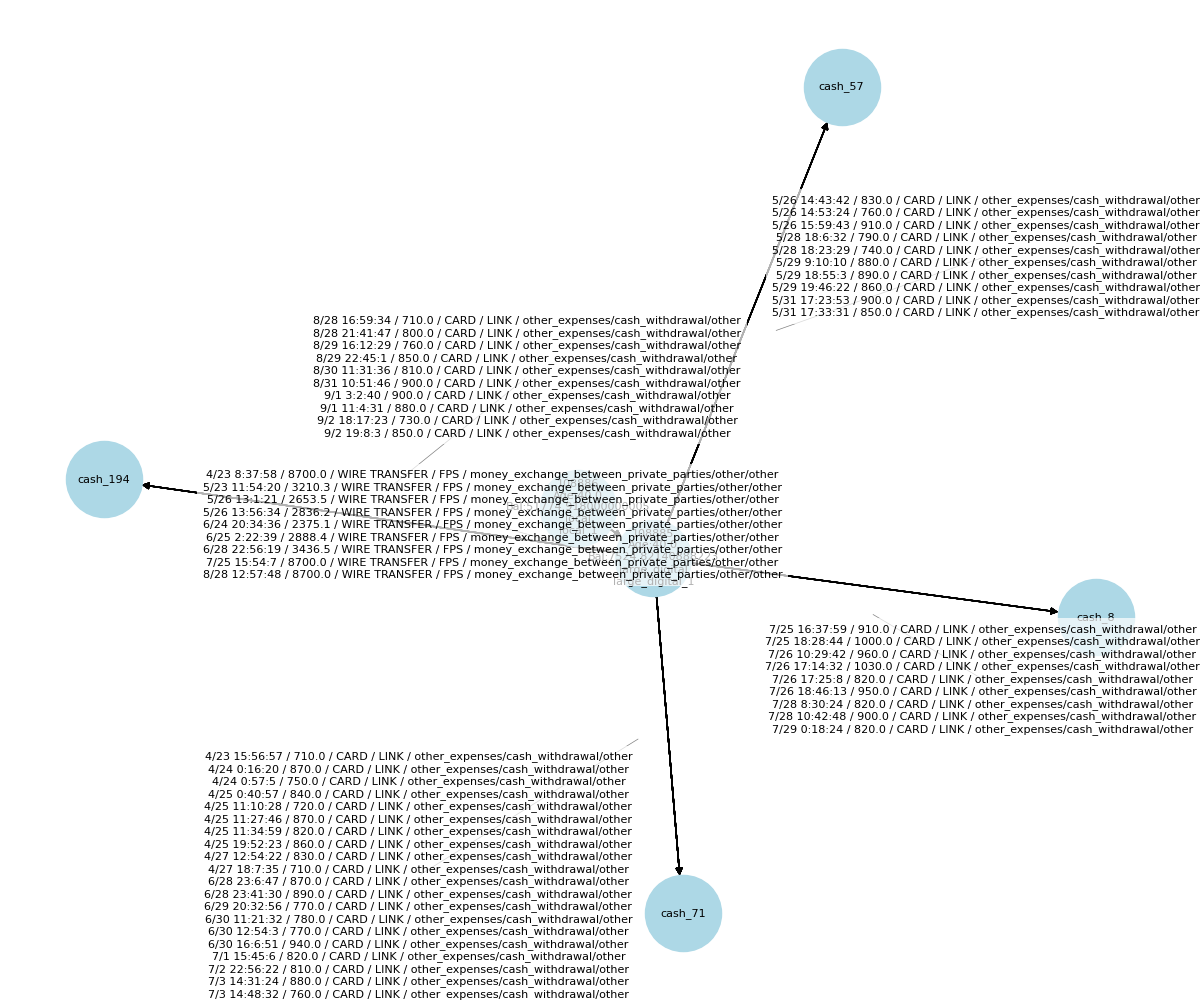 cash_57
5/26 14:43:42 / 830.0 / CARD / LINK / other_expenses/cash_withdrawal/other
5/26 14:53:24 / 760.0 / CARD / LINK / other_expenses/cash_withdrawal/other
5/26 15:59:43 / 910.0 / CARD / LINK / other_expenses/cash_withdrawal/other
5/28 18:6:32 / 790.0 / CARD / LINK / other_expenses/cash_withdrawal/other
5/28 18:23:29 / 740.0 / CARD / LINK / other_expenses/cash_withdrawal/other
5/29 9:10:10 / 880.0 / CARD / LINK / other_expenses/cash_withdrawal/other
5/29 18:55:3 / 890.0 / CARD / LINK / other_expenses/cash_withdrawal/other
5/29 19:46:22 / 860.0 / CARD / LINK / other_expenses/cash_withdrawal/other
5/31 17:23:53 / 900.0 / CARD / LINK / other_expenses/cash_withdrawal/other
5/31 17:33:31 / 850.0 / CARD / LINK / other_expenses/cash_withdrawal/other
8/28 16:59:34 / 710.0 / CARD / LINK / other_expenses/cash_withdrawal/other
8/28 21:41:47 / 800.0 / CARD / LINK / other_expenses/cash_withdrawal/other
8/29 16:12:29 / 760.0 / CARD / LINK / other_expenses/cash_withdrawal/other
8/29 22:45:1 / 850.0 / CARD / LINK / other_expenses/cash_withdrawal/other
8/30 11:31:36 / 810.0 / CARD / LINK / other_expenses/cash_withdrawal/other
8/31 10:51:46 / 900.0 / CARD / LINK / other_expenses/cash_withdrawal/other
9/1 3:2:40 / 900.0 / CARD / LINK / other_expenses/cash_withdrawal/other
9/1 11:4:31 / 880.0 / CARD / LINK / other_expenses/cash_withdrawal/other
9/2 18:17:23 / 730.0 / CARD / LINK / other_expenses/cash_withdrawal/other
9/2 19:8:3 / 850.0 / CARD / LINK / other_expenses/cash_withdrawal/other
cash_194
4/23 8:37:58 / 8700.0 / WIRE TRANSFER / FPS / money_exchange_between_private_parties/other/other
5/23 11:54:20 / 3210.3 / WIRE TRANSFER / FPS / money_exchange_between_private_parties/other/other
5/26 13:1:21 / 2653.5 / WIRE TRANSFER / FPS / money_exchange_between_private_parties/other/other
5/26 13:56:34 / 2836.2 / WIRE TRANSFER / FPS / money_exchange_between_private_parties/other/other
6/24 20:34:36 / 2375.1 / WIRE TRANSFER / FPS / money_exchange_between_private_parties/other/other
6/25 2:22:39 / 2888.4 / WIRE TRANSFER / FPS / money_exchange_between_private_parties/other/other
6/28 22:56:19 / 3436.5 / WIRE TRANSFER / FPS / money_exchange_between_private_parties/other/other
7/25 15:54:7 / 8700.0 / WIRE TRANSFER / FPS / money_exchange_between_private_parties/other/other
8/28 12:57:48 / 8700.0 / WIRE TRANSFER / FPS / money_exchange_between_private_parties/other/other
large_digital_1
cash_8
7/25 16:37:59 / 910.0 / CARD / LINK / other_expenses/cash_withdrawal/other
7/25 18:28:44 / 1000.0 / CARD / LINK / other_expenses/cash_withdrawal/other
7/26 10:29:42 / 960.0 / CARD / LINK / other_expenses/cash_withdrawal/other
7/26 17:14:32 / 1030.0 / CARD / LINK / other_expenses/cash_withdrawal/other
7/26 17:25:8 / 820.0 / CARD / LINK / other_expenses/cash_withdrawal/other
7/26 18:46:13 / 950.0 / CARD / LINK / other_expenses/cash_withdrawal/other
7/28 8:30:24 / 820.0 / CARD / LINK / other_expenses/cash_withdrawal/other
7/28 10:42:48 / 900.0 / CARD / LINK / other_expenses/cash_withdrawal/other
7/29 0:18:24 / 820.0 / CARD / LINK / other_expenses/cash_withdrawal/other
4/23 15:56:57 / 710.0 / CARD / LINK / other_expenses/cash_withdrawal/other
4/24 0:16:20 / 870.0 / CARD / LINK / other_expenses/cash_withdrawal/other
4/24 0:57:5 / 750.0 / CARD / LINK / other_expenses/cash_withdrawal/other
4/25 0:40:57 / 840.0 / CARD / LINK / other_expenses/cash_withdrawal/other
4/25 11:10:28 / 720.0 / CARD / LINK / other_expenses/cash_withdrawal/other
4/25 11:27:46 / 870.0 / CARD / LINK / other_expenses/cash_withdrawal/other
4/25 11:34:59 / 820.0 / CARD / LINK / other_expenses/cash_withdrawal/other
4/25 19:52:23 / 860.0 / CARD / LINK / other_expenses/cash_withdrawal/other
4/27 12:54:22 / 830.0 / CARD / LINK / other_expenses/cash_withdrawal/other
4/27 18:7:35 / 710.0 / CARD / LINK / other_expenses/cash_withdrawal/other
6/28 23:6:47 / 870.0 / CARD / LINK / other_expenses/cash_withdrawal/other
6/28 23:41:30 / 890.0 / CARD / LINK / other_expenses/cash_withdrawal/other
6/29 20:32:56 / 770.0 / CARD / LINK / other_expenses/cash_withdrawal/other
6/30 11:21:32 / 780.0 / CARD / LINK / other_expenses/cash_withdrawal/other
6/30 12:54:3 / 770.0 / CARD / LINK / other_expenses/cash_withdrawal/other
6/30 16:6:51 / 940.0 / CARD / LINK / other_expenses/cash_withdrawal/other
7/1 15:45:6 / 820.0 / CARD / LINK / other_expenses/cash_withdrawal/other
7/2 22:56:22 / 810.0 / CARD / LINK / other_expenses/cash_withdrawal/other
7/3 14:31:24 / 880.0 / CARD / LINK / other_expenses/cash_withdrawal/other
7/3 14:48:32 / 760.0 / CARD / LINK / other_expenses/cash_withdrawal/other
cash_71